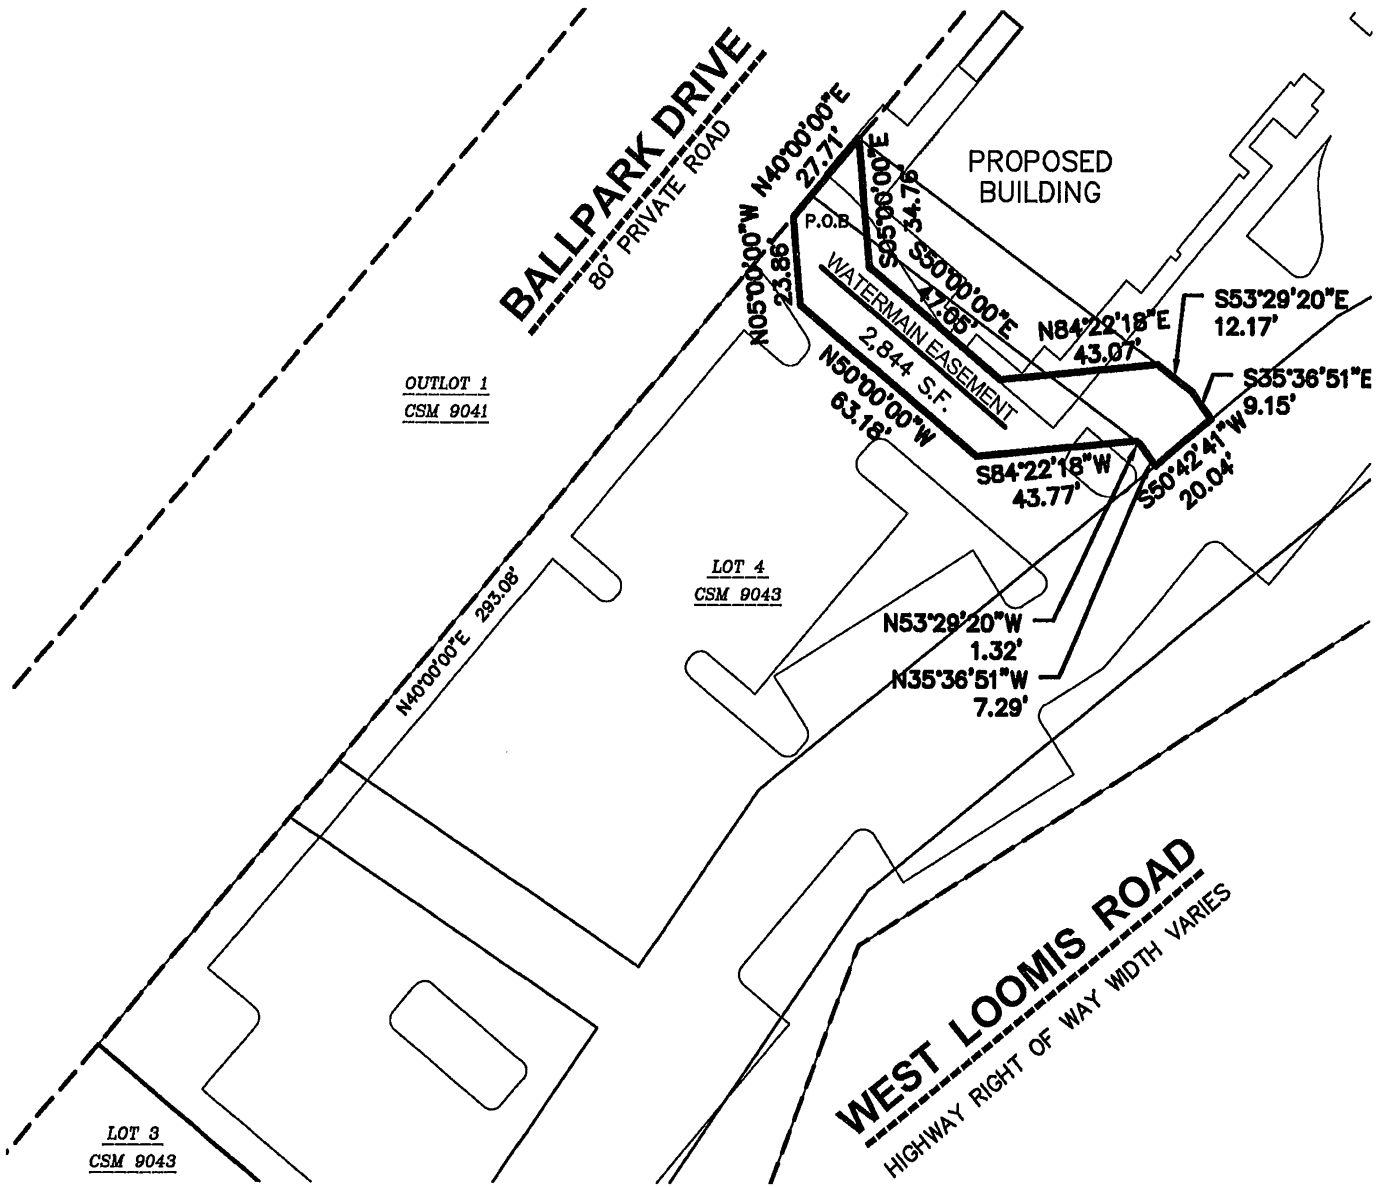 BALLPARK DRIVE
80' PRIVATE ROAD
N40°00'00"E
27.71'
PROPOSED
BUILDING
P.O.B
N05°00'00"W
23.86'
S05°00'00"E
34.76'
S50°00'00"E
47.05'
WATERMAIN EASEMENT
2,844 S.F.
N84°22'18"E
43.07'
S53°29'20"E
12.17'
S35°36'51"E
9.15'
N50°00'00"W
63.18'
S84°22'18"W
43.77'
S50°42'41"W
20.04'
OUTLOT 1
CSM 9041
LOT 4
CSM 9043
N53°29'20"W
1.32'
N35°36'51"W
7.29'
N40°00'00"E 293.08'
WEST LOOMIS ROAD
HIGHWAY RIGHT OF WAY WIDTH VARIES
LOT 3
CSM 9043